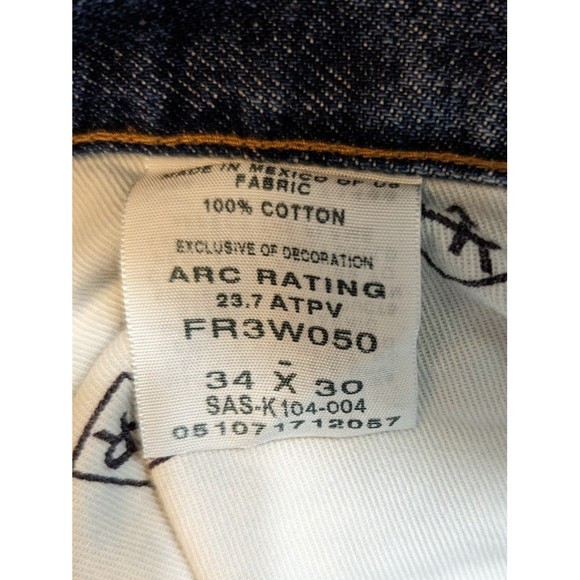 MADE IN MEXICO OF US
FABRIC
100% COTTON
EXCLUSIVE OF DECORATION
ARC RATING
23.7 ATPV
FR3W050
-
34 X 30
SAS-K104-004
051071712057